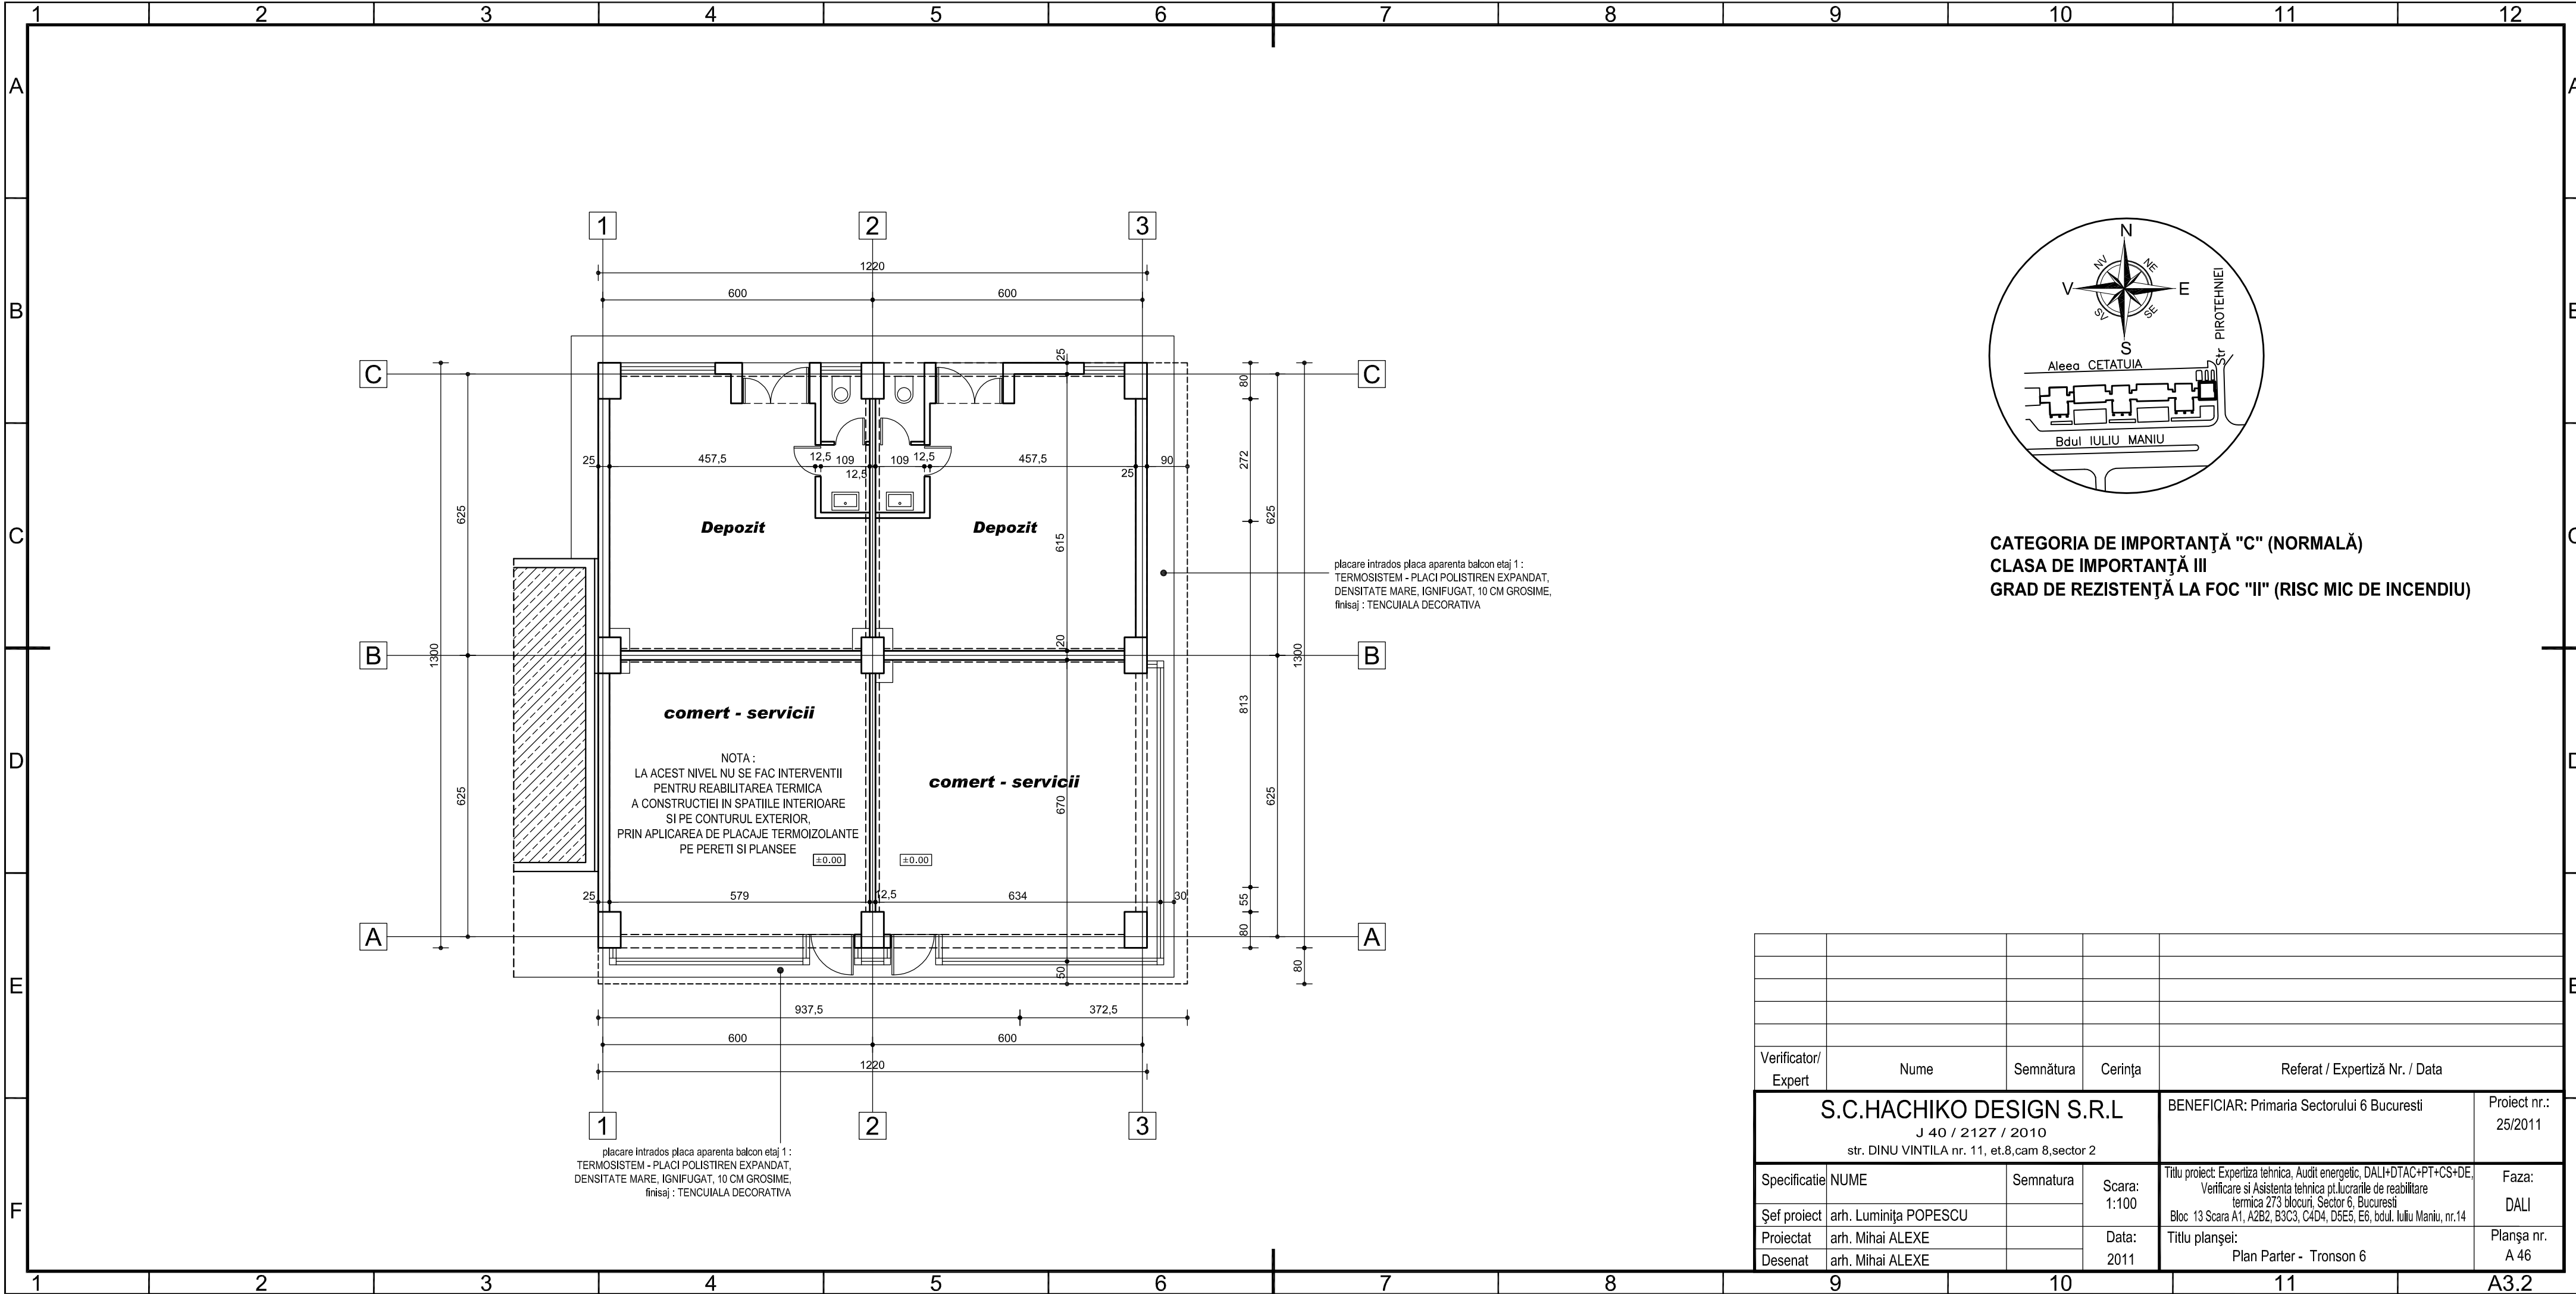 1 2 3 4 5 6 7 8 9 10 11 12
A A
B B
C C
D D
E E
F
1 2 3
1220
600 600
C C
B B
A A
25
80
272
813
55
80
625
625
1300
80
625
625
1300
25 457,5 12,5 109 109 12,5 457,5 90
12,5 25
Depozit Depozit
615
20
670
50
comert - servicii
comert - servicii
NOTA :
LA ACEST NIVEL NU SE FAC INTERVENTII
PENTRU REABILITAREA TERMICA
A CONSTRUCTIEI IN SPATIILE INTERIOARE
SI PE CONTURUL EXTERIOR,
PRIN APLICAREA DE PLACAJE TERMOIZOLANTE
PE PERETI SI PLANSEE
±0.00 ±0.00
25 579 12,5 634 30
937,5 372,5
600 600
1220
1 2 3
placare intrados placa aparenta balcon etaj 1 :
TERMOSISTEM - PLACI POLISTIREN EXPANDAT,
DENSITATE MARE, IGNIFUGAT, 10 CM GROSIME,
finisaj : TENCUIALA DECORATIVA
placare intrados placa aparenta balcon etaj 1 :
TERMOSISTEM - PLACI POLISTIREN EXPANDAT,
DENSITATE MARE, IGNIFUGAT, 10 CM GROSIME,
finisaj : TENCUIALA DECORATIVA
N
NV NE
V E
SV SE
S
Str PIROTEHNIEI
Aleea CETATUIA
Bdul IULIU MANIU
CATEGORIA DE IMPORTANŢĂ "C" (NORMALĂ)
CLASA DE IMPORTANŢĂ III
GRAD DE REZISTENŢĂ LA FOC "II" (RISC MIC DE INCENDIU)
Verificator/
Expert
Nume Semnătura Cerinţa Referat / Expertiză Nr. / Data
S.C.HACHIKO DESIGN S.R.L
J 40 / 2127 / 2010
str. DINU VINTILA nr. 11, et.8,cam 8,sector 2
BENEFICIAR: Primaria Sectorului 6 Bucuresti
Proiect nr.:
25/2011
Specificatie NUME Semnatura
Scara:
1:100
Titlu proiect: Expertiza tehnica, Audit energetic, DALI+DTAC+PT+CS+DE,
Verificare si Asistenta tehnica pt.lucrarile de reabilitare
termica 273 blocuri, Sector 6, Bucuresti
Bloc 13 Scara A1, A2B2, B3C3, C4D4, D5E5, E6, bdul. Iuliu Maniu, nr.14
Faza:
DALI
Şef proiect arh. Luminiţa POPESCU
Proiectat arh. Mihai ALEXE
Desenat arh. Mihai ALEXE
Data:
2011
Titlu planşei:
Plan Parter - Tronson 6
Planşa nr.
A 46
1 2 3 4 5 6 7 8 9 10 11 A3.2